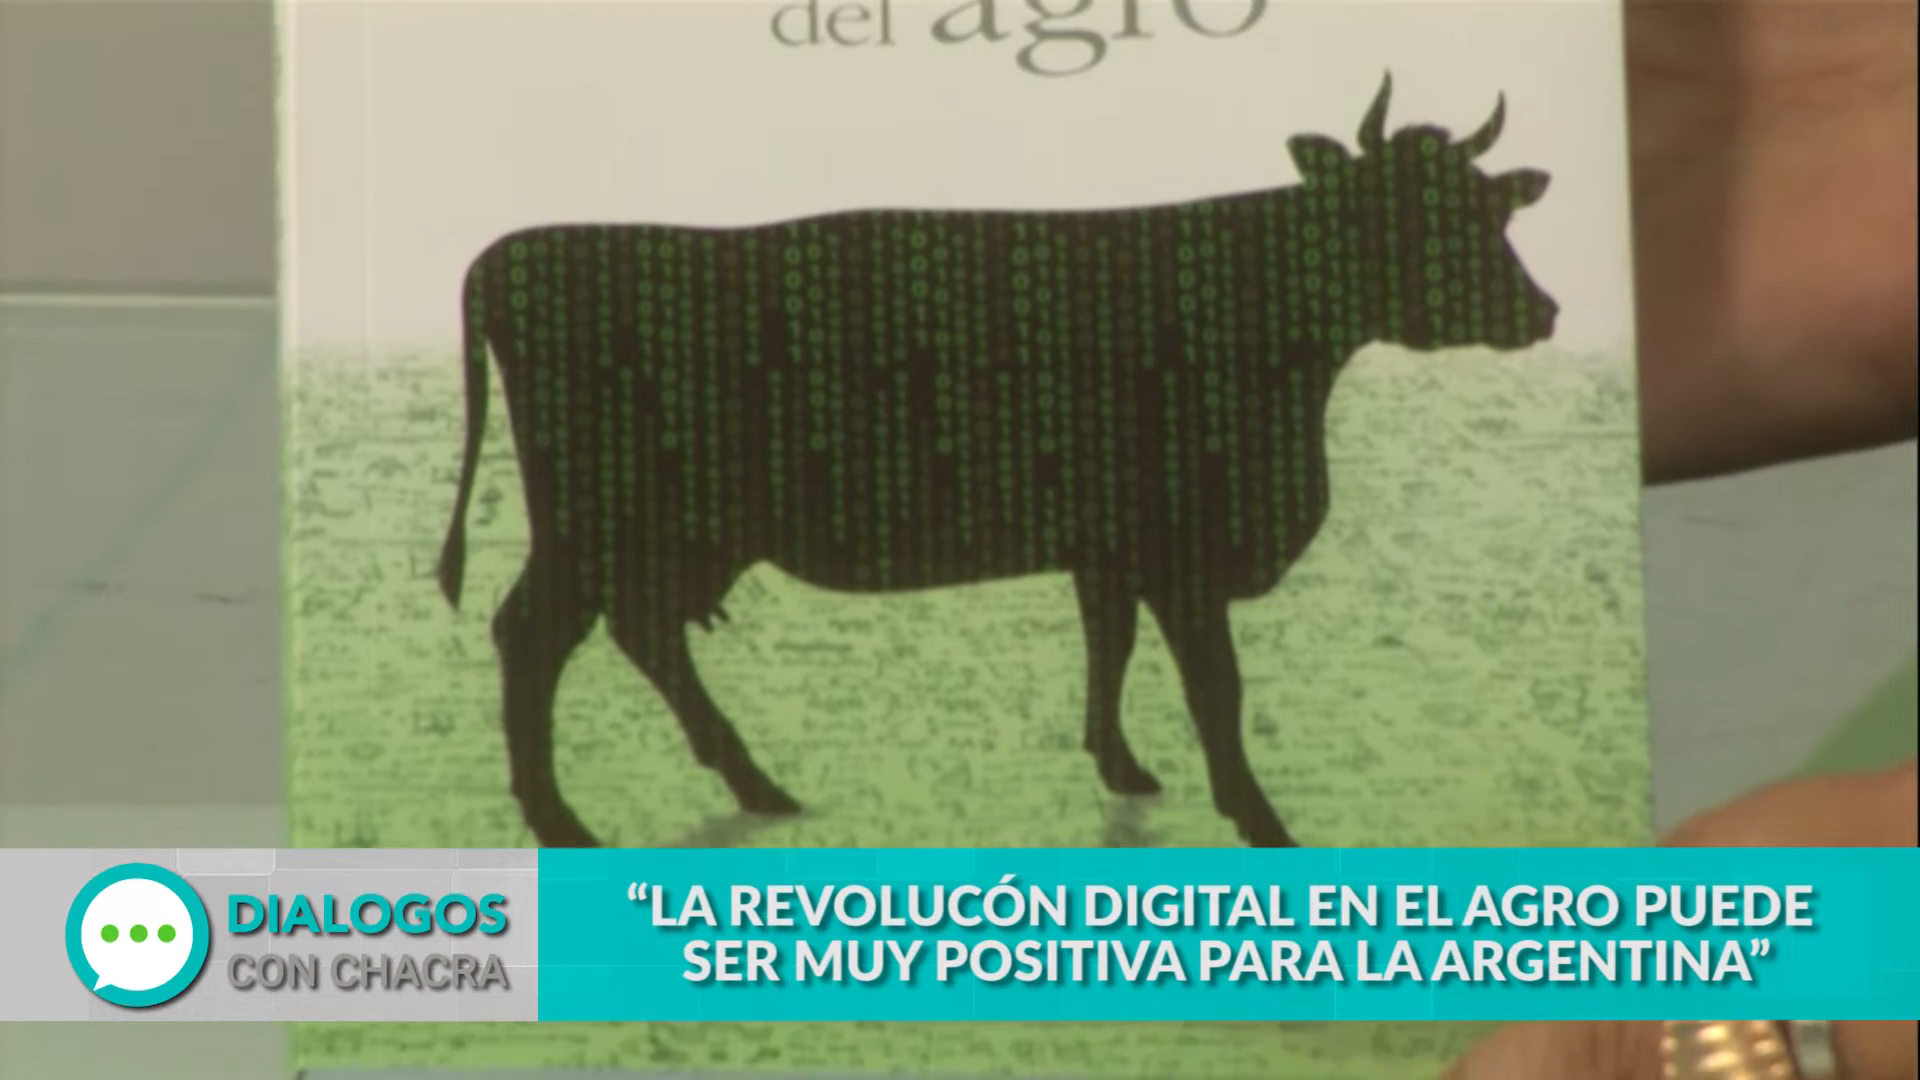 del agro
DIALOGOS
CON CHACRA
“LA REVOLUCÓN DIGITAL EN EL AGRO PUEDE
SER MUY POSITIVA PARA LA ARGENTINA”